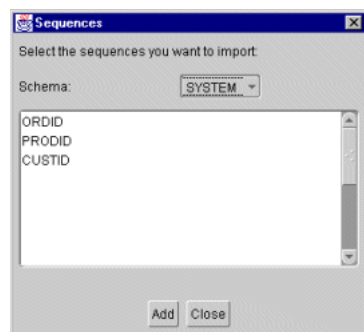 Sequences
Select the sequences you want to import:
Schema: SYSTEM
ORDID
PRODID
CUSTID
Add Close